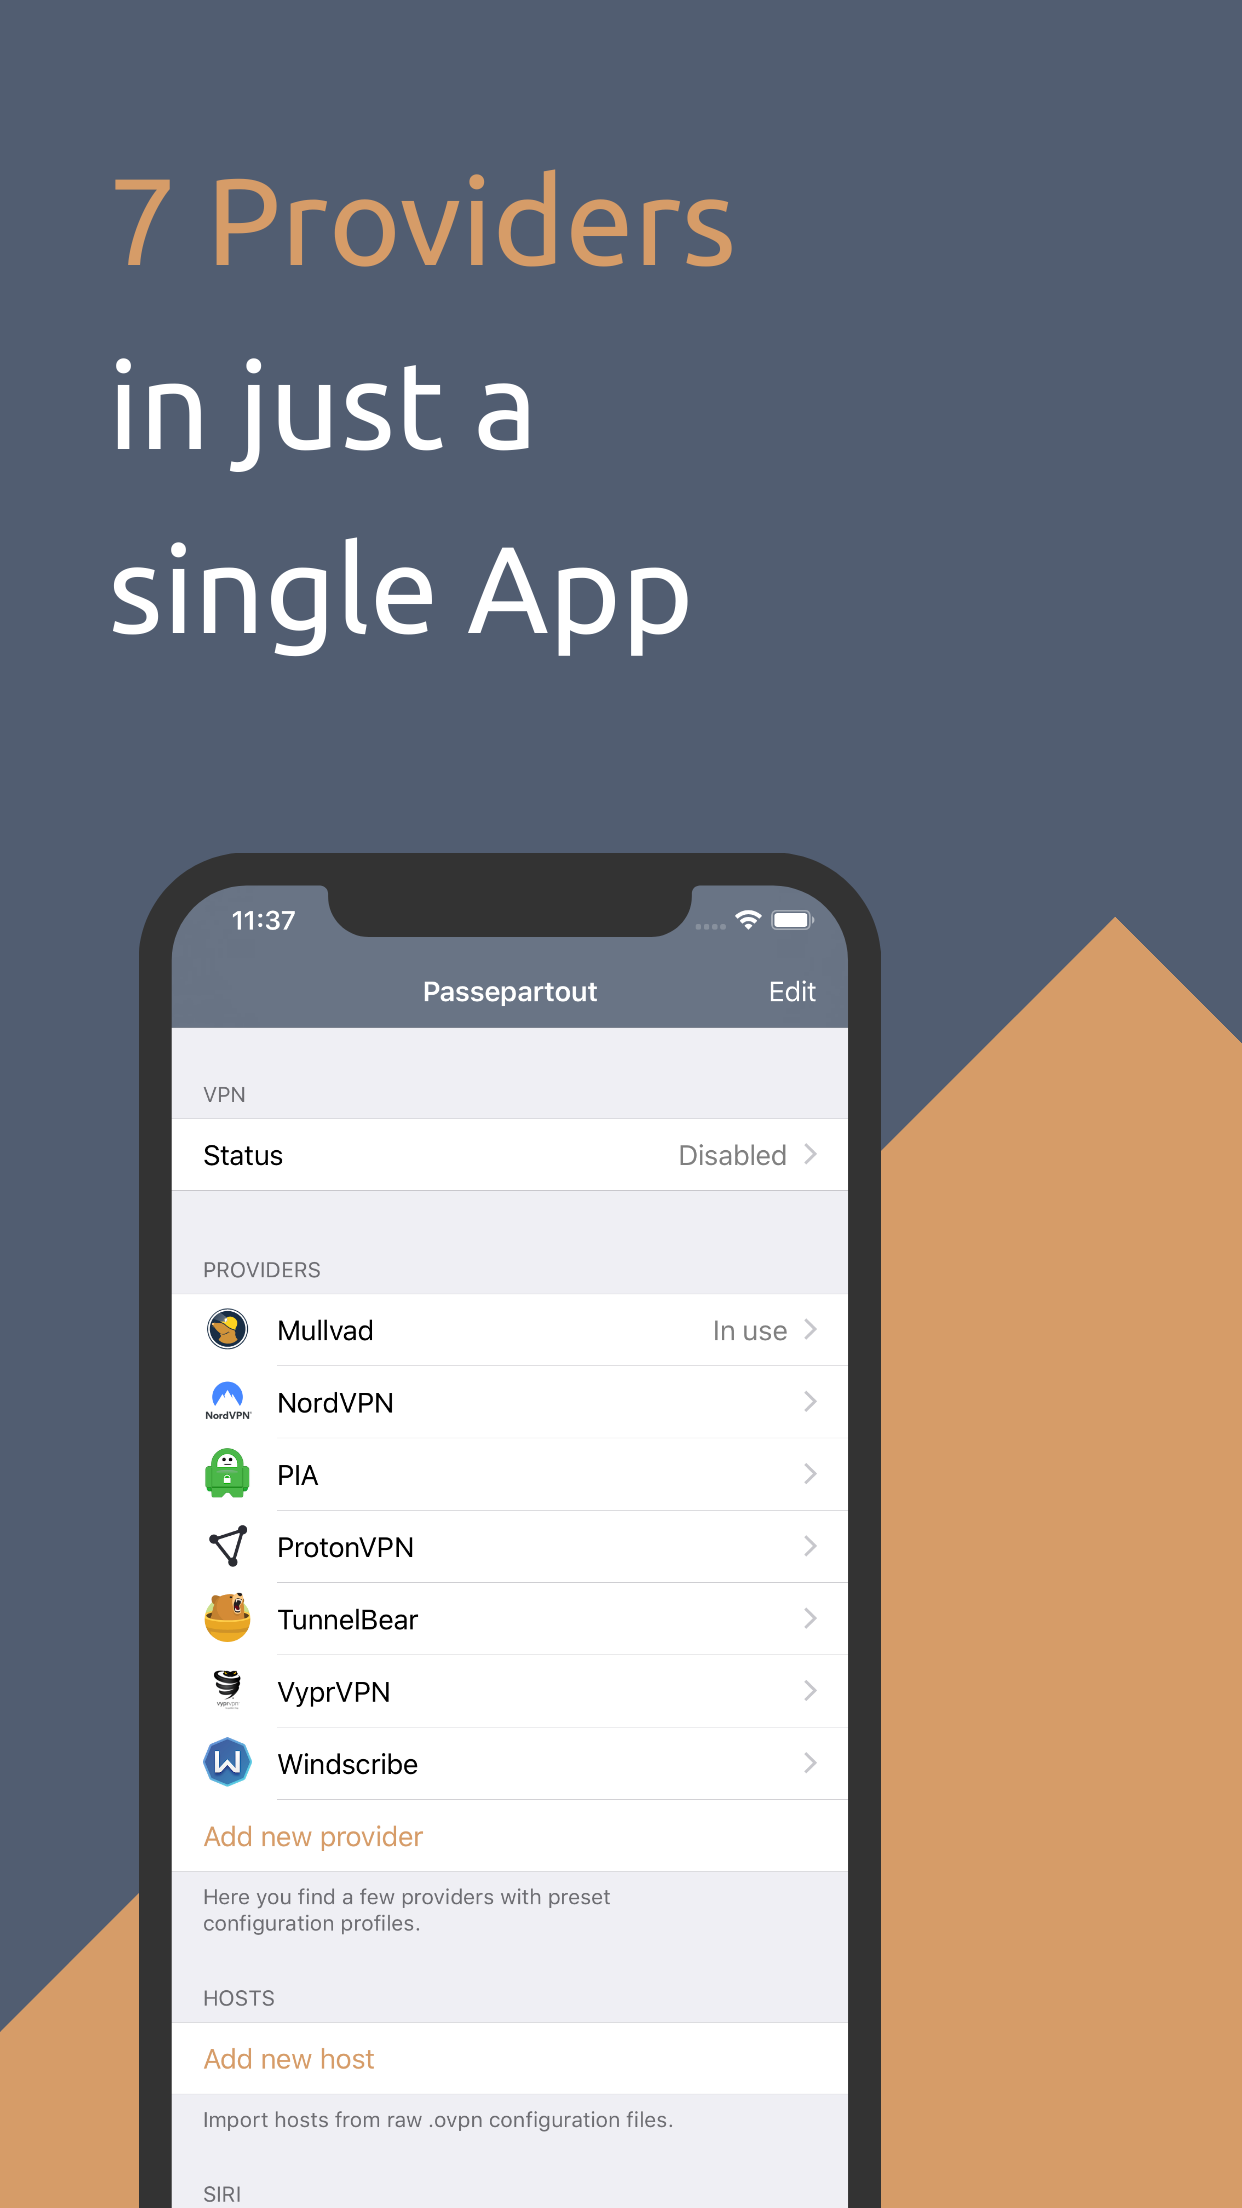 7 Providers
in just a
single App
11:37
Passepartout
Edit
VPN
Status
Disabled
PROVIDERS
Mullvad
In use
NordVPN
NordVPN
PIA
ProtonVPN
TunnelBear
vyprvpn
VyprVPN
W
Windscribe
Add new provider
Here you find a few providers with preset
configuration profiles.
HOSTS
Add new host
Import hosts from raw .ovpn configuration files.
SIRI